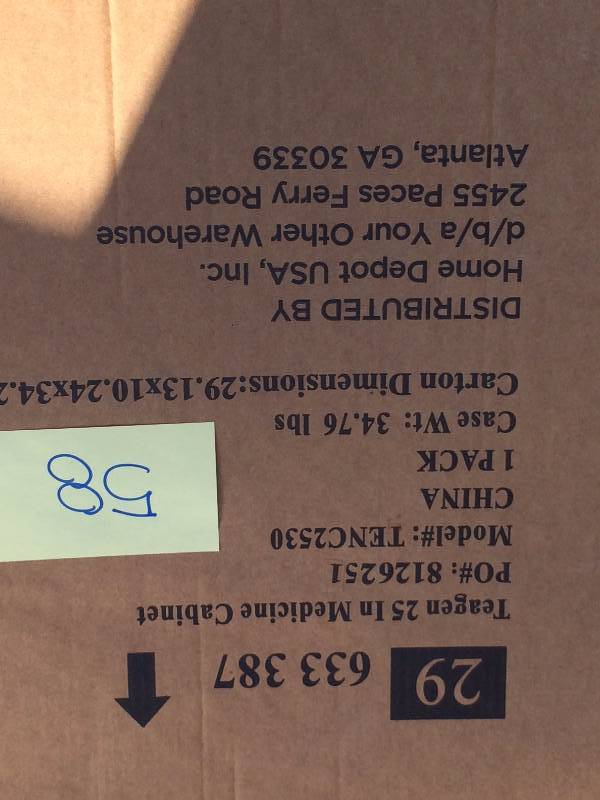 29 633 387
Teagen 25 In Medicine Cabinet
PO#: 8126251
Model#: TENC2530
CHINA
1 PACK
Case Wt: 34.76 lbs
Carton Dimensions:29.13x10.24x34.2
DISTRIBUTED BY
Home Depot USA, Inc.
d/b/a Your Other Warehouse
2455 Paces Ferry Road
Atlanta, GA 30339
58